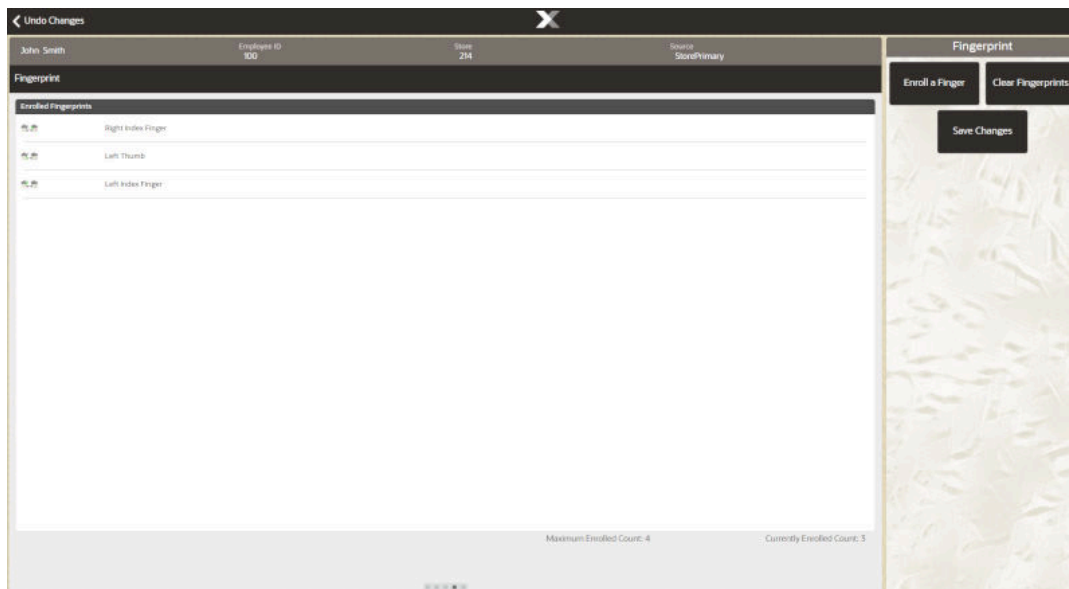 Undo Changes
John Smith
Employee ID
100
Store
214
Source
StorePrimary
Fingerprint
Fingerprint
Enroll a Finger
Clear Fingerprints
Save Changes
Enrolled Fingerprints
Right Index Finger
Left Thumb
Left Index Finger
Maximum Enrolled Count: 4
Currently Enrolled Count: 3